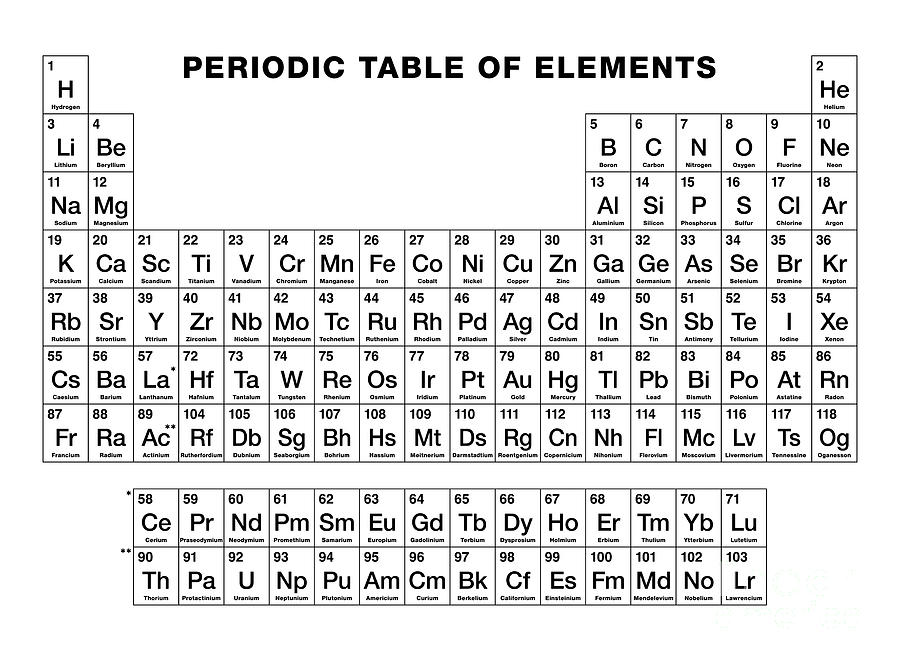 PERIODIC TABLE OF ELEMENTS
1 2
H He
Hydrogen Helium
3 4 5 6 7 8 9 10
Li Be B C N O F Ne
Lithium Beryllium Boron Carbon Nitrogen Oxygen Fluorine Neon
11 12 13 14 15 16 17 18
Na Mg Al Si P S Cl Ar
Sodium Magnesium Aluminium Silicon Phosphorus Sulfur Chlorine Argon
19 20 21 22 23 24 25 26 27 28 29 30 31 32 33 34 35 36
K Ca Sc Ti V Cr Mn Fe Co Ni Cu Zn Ga Ge As Se Br Kr
Potassium Calcium Scandium Titanium Vanadium Chromium Manganese Iron Cobalt Nickel Copper Zinc Gallium Germanium Arsenic Selenium Bromine Krypton
37 38 39 40 41 42 43 44 45 46 47 48 49 50 51 52 53 54
Rb Sr Y Zr Nb Mo Tc Ru Rh Pd Ag Cd In Sn Sb Te I Xe
Rubidium Strontium Yttrium Zirconium Niobium Molybdenum Technetium Ruthenium Rhodium Palladium Silver Cadmium Indium Tin Antimony Tellurium Iodine Xenon
55 56 57 72 73 74 75 76 77 78 79 80 81 82 83 84 85 86
Cs Ba La* Hf Ta W Re Os Ir Pt Au Hg Tl Pb Bi Po At Rn
Caesium Barium Lanthanum Hafnium Tantalum Tungsten Rhenium Osmium Iridium Platinum Gold Mercury Thallium Lead Bismuth Polonium Astatine Radon
87 88 89 104 105 106 107 108 109 110 111 112 113 114 115 116 117 118
Fr Ra Ac** Rf Db Sg Bh Hs Mt Ds Rg Cn Nh Fl Mc Lv Ts Og
Francium Radium Actinium Rutherfordium Dubnium Seaborgium Bohrium Hassium Meitnerium Darmstadtium Roentgenium Copernicium Nihonium Flerovium Moscovium Livermorium Tennessine Oganesson
* 58 59 60 61 62 63 64 65 66 67 68 69 70 71
Ce Pr Nd Pm Sm Eu Gd Tb Dy Ho Er Tm Yb Lu
Cerium Praseodymium Neodymium Promethium Samarium Europium Gadolinium Terbium Dysprosium Holmium Erbium Thulium Ytterbium Lutetium
** 90 91 92 93 94 95 96 97 98 99 100 101 102 103
Th Pa U Np Pu Am Cm Bk Cf Es Fm Md No Lr
Thorium Protactinium Uranium Neptunium Plutonium Americium Curium Berkelium Californium Einsteinium Fermium Mendelevium Nobelium Lawrencium